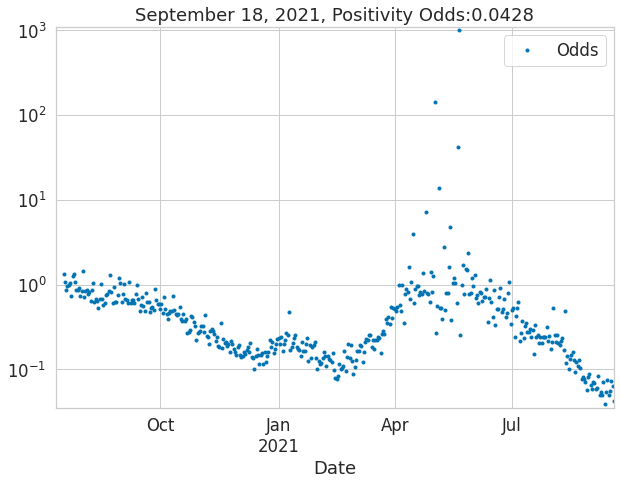 September 18, 2021, Positivity Odds:0.0428
Odds
10³
10²
10¹
10⁰
10⁻¹
Oct Jan Apr Jul
2021
Date